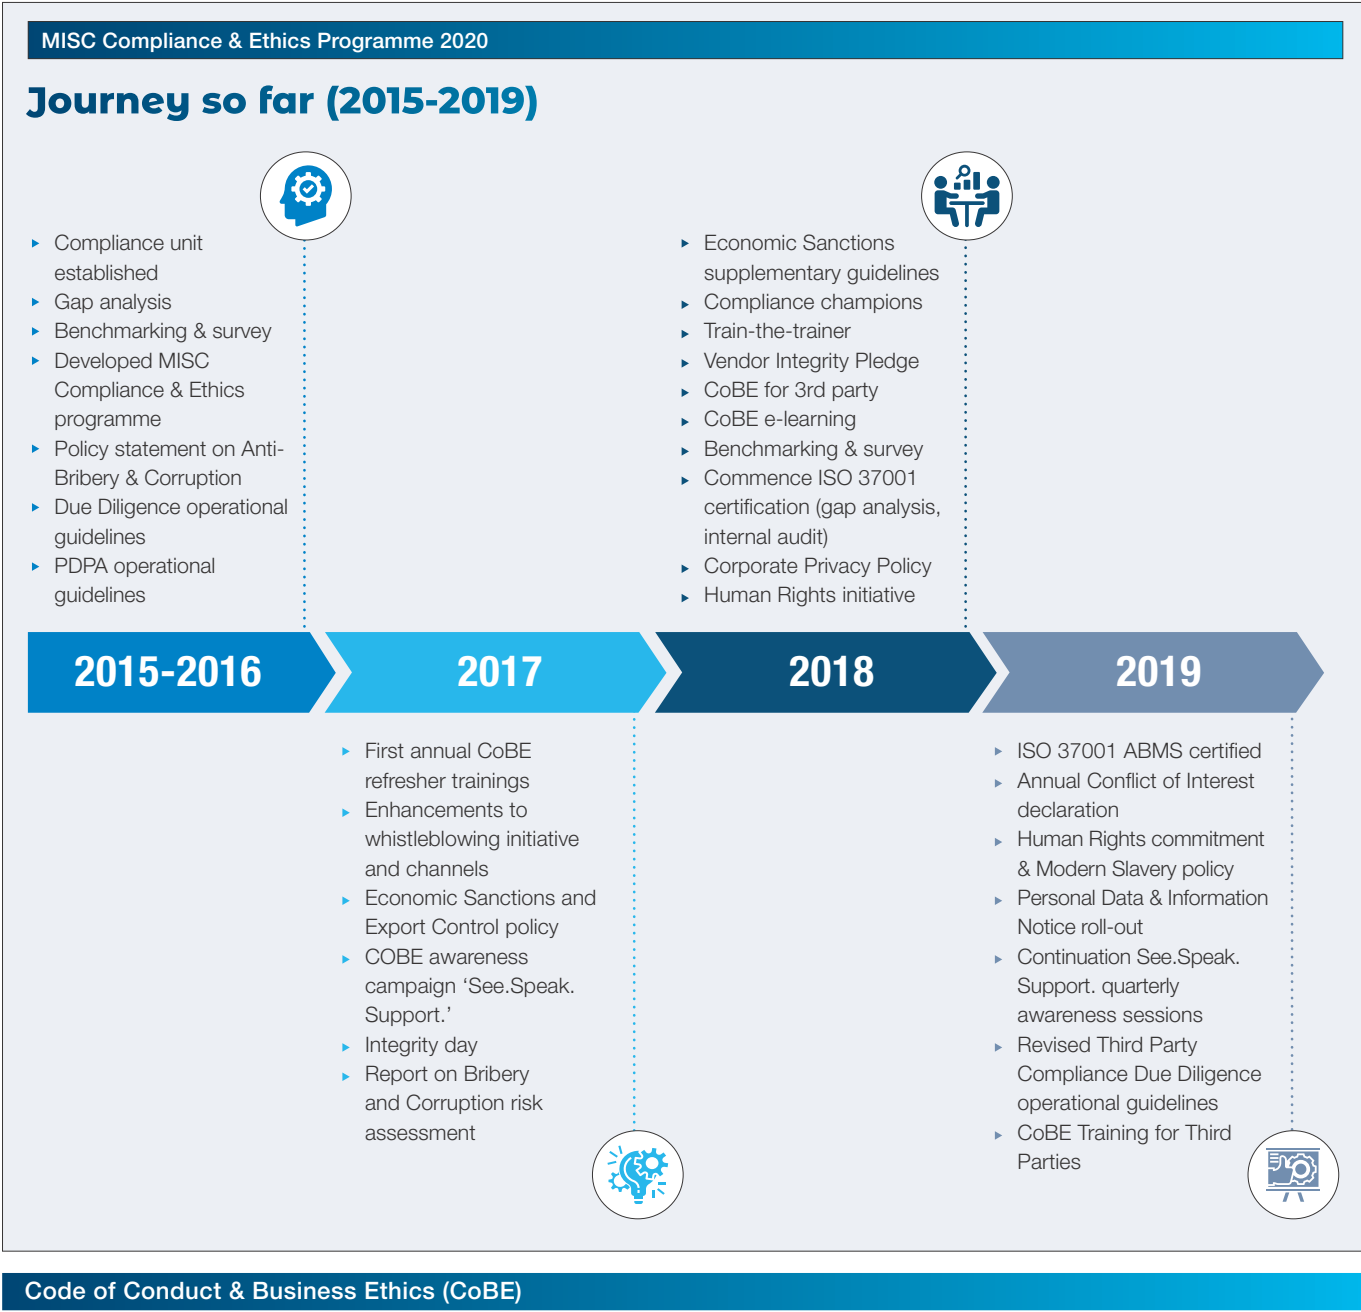 MISC Compliance & Ethics Programme 2020
Journey so far (2015-2019)
Compliance unit
established
Gap analysis
Benchmarking & survey
Developed MISC
Compliance & Ethics
programme
Policy statement on Anti-
Bribery & Corruption
Due Diligence operational
guidelines
PDPA operational
guidelines
Economic Sanctions
supplementary guidelines
Compliance champions
Train-the-trainer
Vendor Integrity Pledge
CoBE for 3rd party
CoBE e-learning
Benchmarking & survey
Commence ISO 37001
certification (gap analysis,
internal audit)
Corporate Privacy Policy
Human Rights initiative
2015-2016
2017
2018
2019
First annual CoBE
refresher trainings
Enhancements to
whistleblowing initiative
and channels
Economic Sanctions and
Export Control policy
COBE awareness
campaign ‘See.Speak.
Support.’
Integrity day
Report on Bribery
and Corruption risk
assessment
ISO 37001 ABMS certified
Annual Conflict of Interest
declaration
Human Rights commitment
& Modern Slavery policy
Personal Data & Information
Notice roll-out
Continuation See.Speak.
Support. quarterly
awareness sessions
Revised Third Party
Compliance Due Diligence
operational guidelines
CoBE Training for Third
Parties
Code of Conduct & Business Ethics (CoBE)